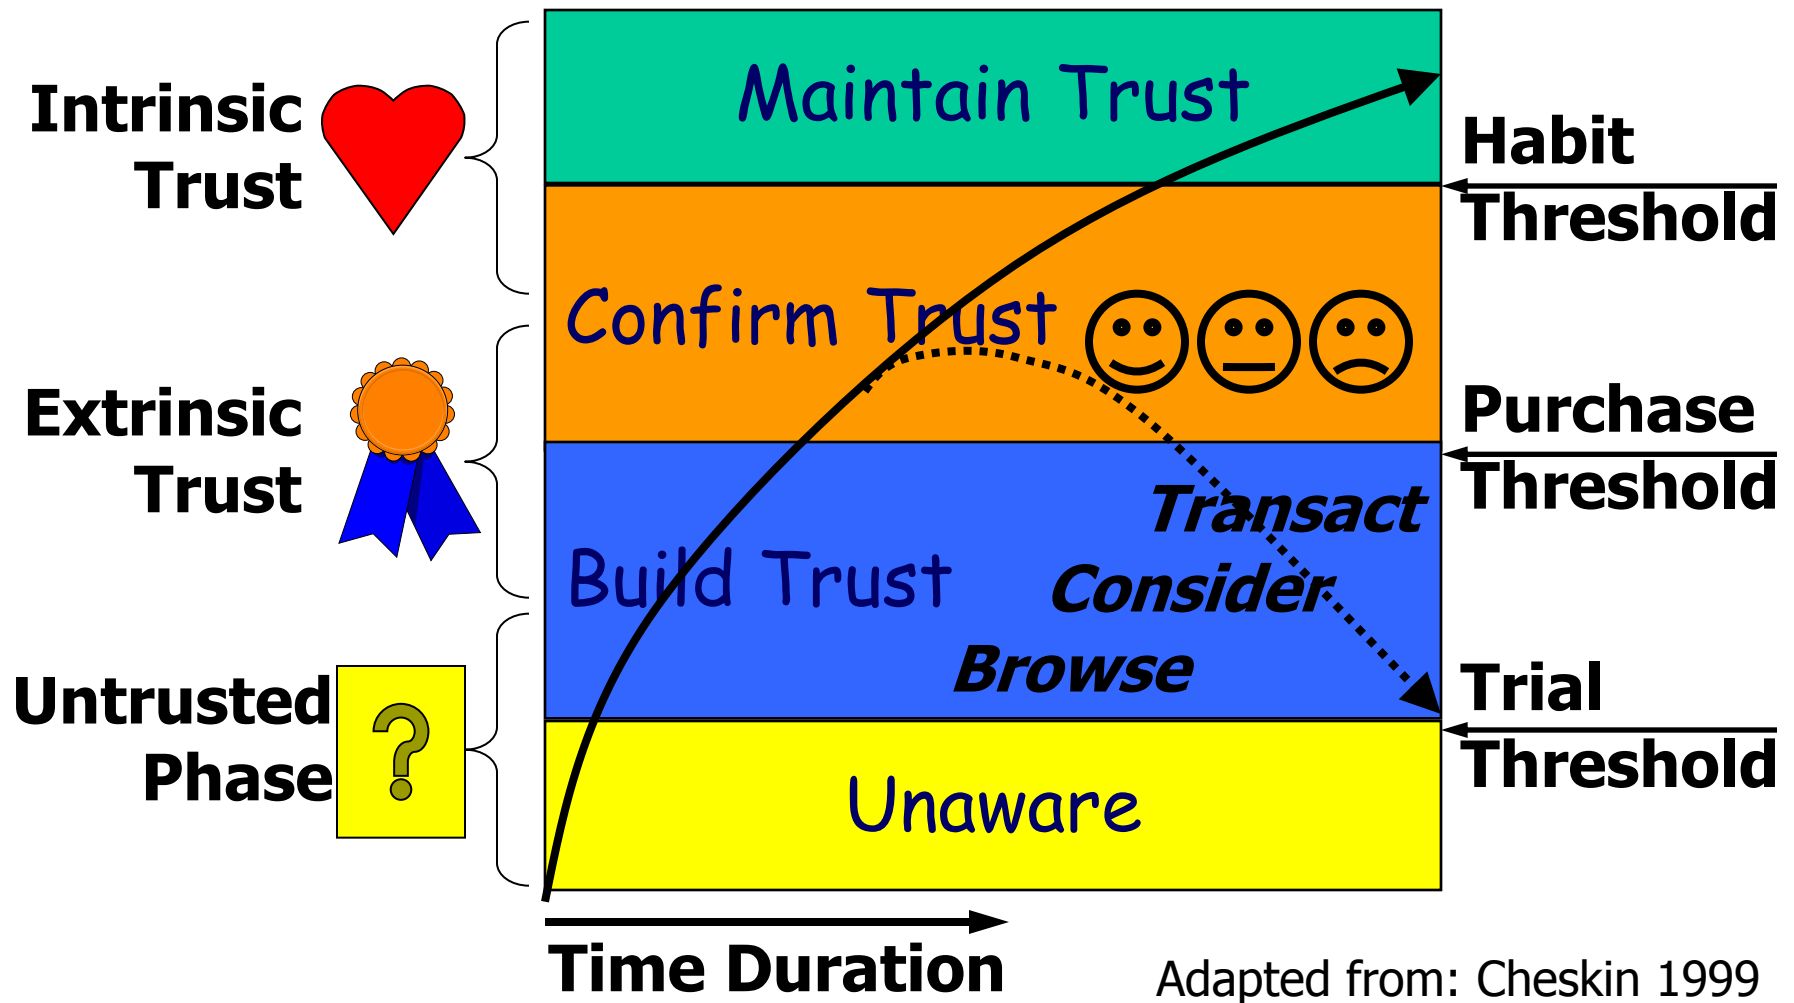 Maintain Trust
Intrinsic
Trust
Habit
Threshold
Confirm Trust
Extrinsic
Trust
Purchase
Threshold
Transact
Build Trust
Consider
Browse
Untrusted
Phase
?
Trial
Threshold
Unaware
Time Duration
Adapted from: Cheskin 1999